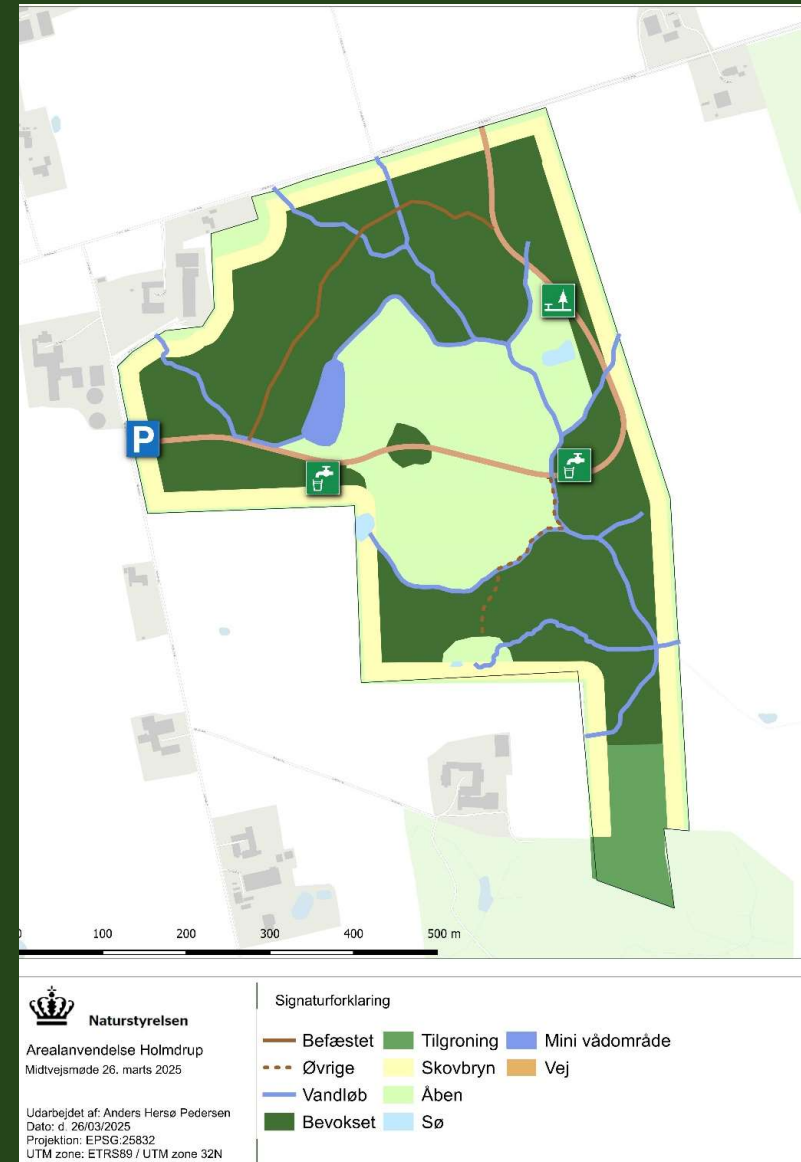 P
100 200 300 400 500 m
Naturstyrelsen
Arealanvendelse Holmdrup
Midtvejsmøde 26. marts 2025
Udarbejdet af: Anders Hersø Pedersen
Dato: d. 26/03/2025
Projektion: EPSG:25832
UTM zone: ETRS89 / UTM zone 32N
Signaturforklaring
Befæstet
Øvrige
Vandløb
Bevokset
Tilgroning
Skovbryn
Åben
Sø
Mini vådområde
Vej